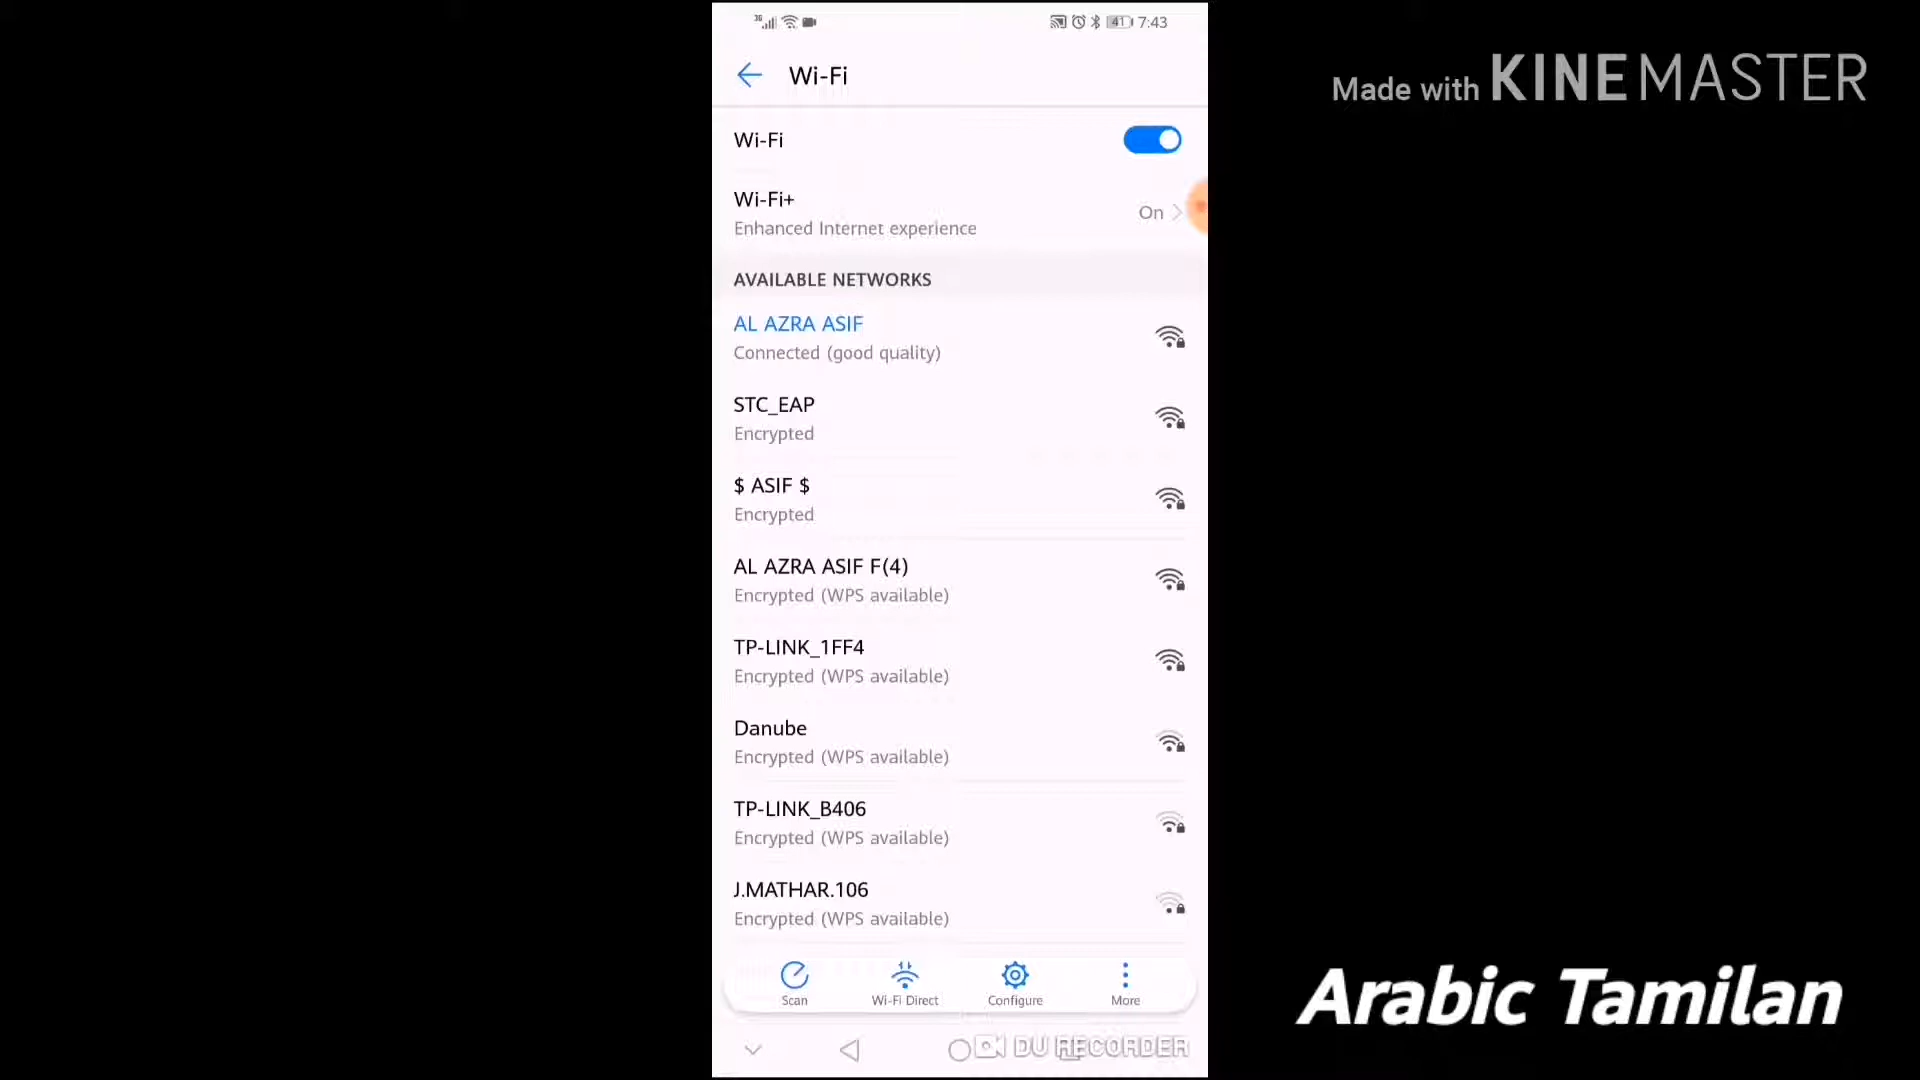 3G
41 7:43
Made with KINEMASTER
Wi-Fi
Wi-Fi
Wi-Fi+
Enhanced Internet experience
On
AVAILABLE NETWORKS
AL AZRA ASIF
Connected (good quality)
STC_EAP
Encrypted
$ ASIF $
Encrypted
AL AZRA ASIF F(4)
Encrypted (WPS available)
TP-LINK_1FF4
Encrypted (WPS available)
Danube
Encrypted (WPS available)
TP-LINK_B406
Encrypted (WPS available)
J.MATHAR.106
Encrypted (WPS available)
Scan
Wi-Fi Direct
Configure
More
DU RECORDER
Arabic Tamilan